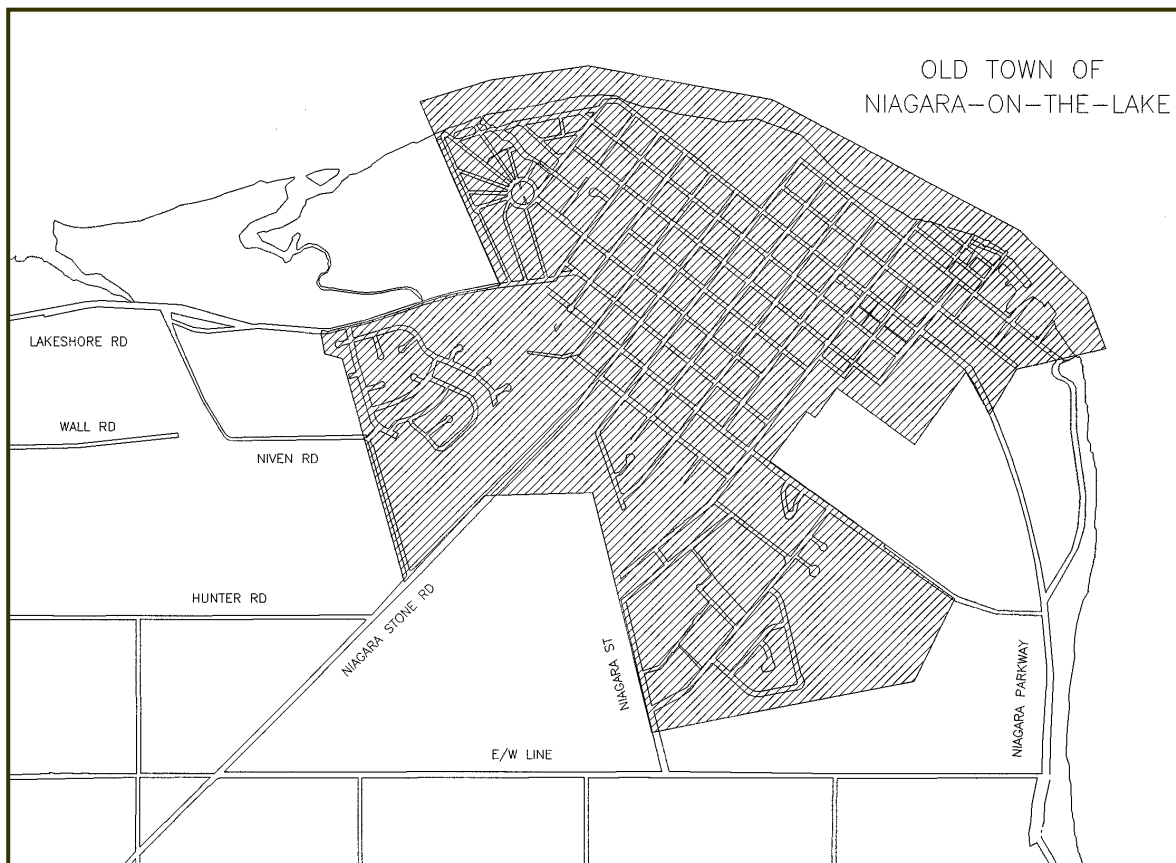 OLD TOWN OF
NIAGARA-ON-THE-LAKE
LAKESHORE RD
WALL RD
NIVEN RD
HUNTER RD
NIAGARA STONE RD
NIAGARA ST
NIAGARA PARKWAY
E/W LINE